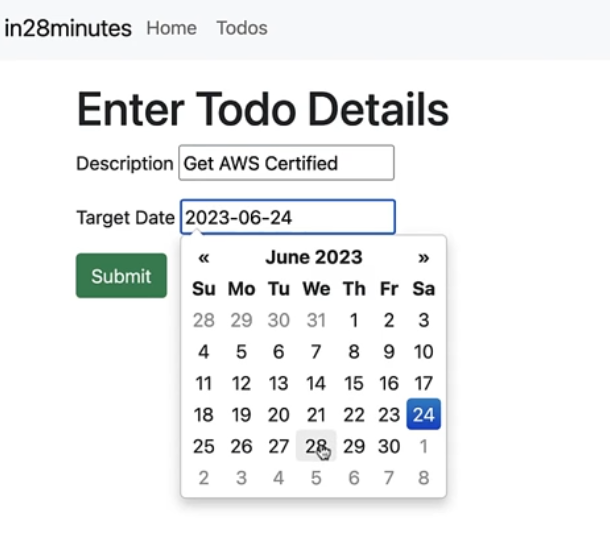 in28minutes Home Todos
Enter Todo Details
Description Get AWS Certified
Target Date 2023-06-24
Submit
« June 2023 »
Su Mo Tu We Th Fr Sa
28 29 30 31 1 2 3
4 5 6 7 8 9 10
11 12 13 14 15 16 17
18 19 20 21 22 23 24
25 26 27 28 29 30 1
2 3 4 5 6 7 8